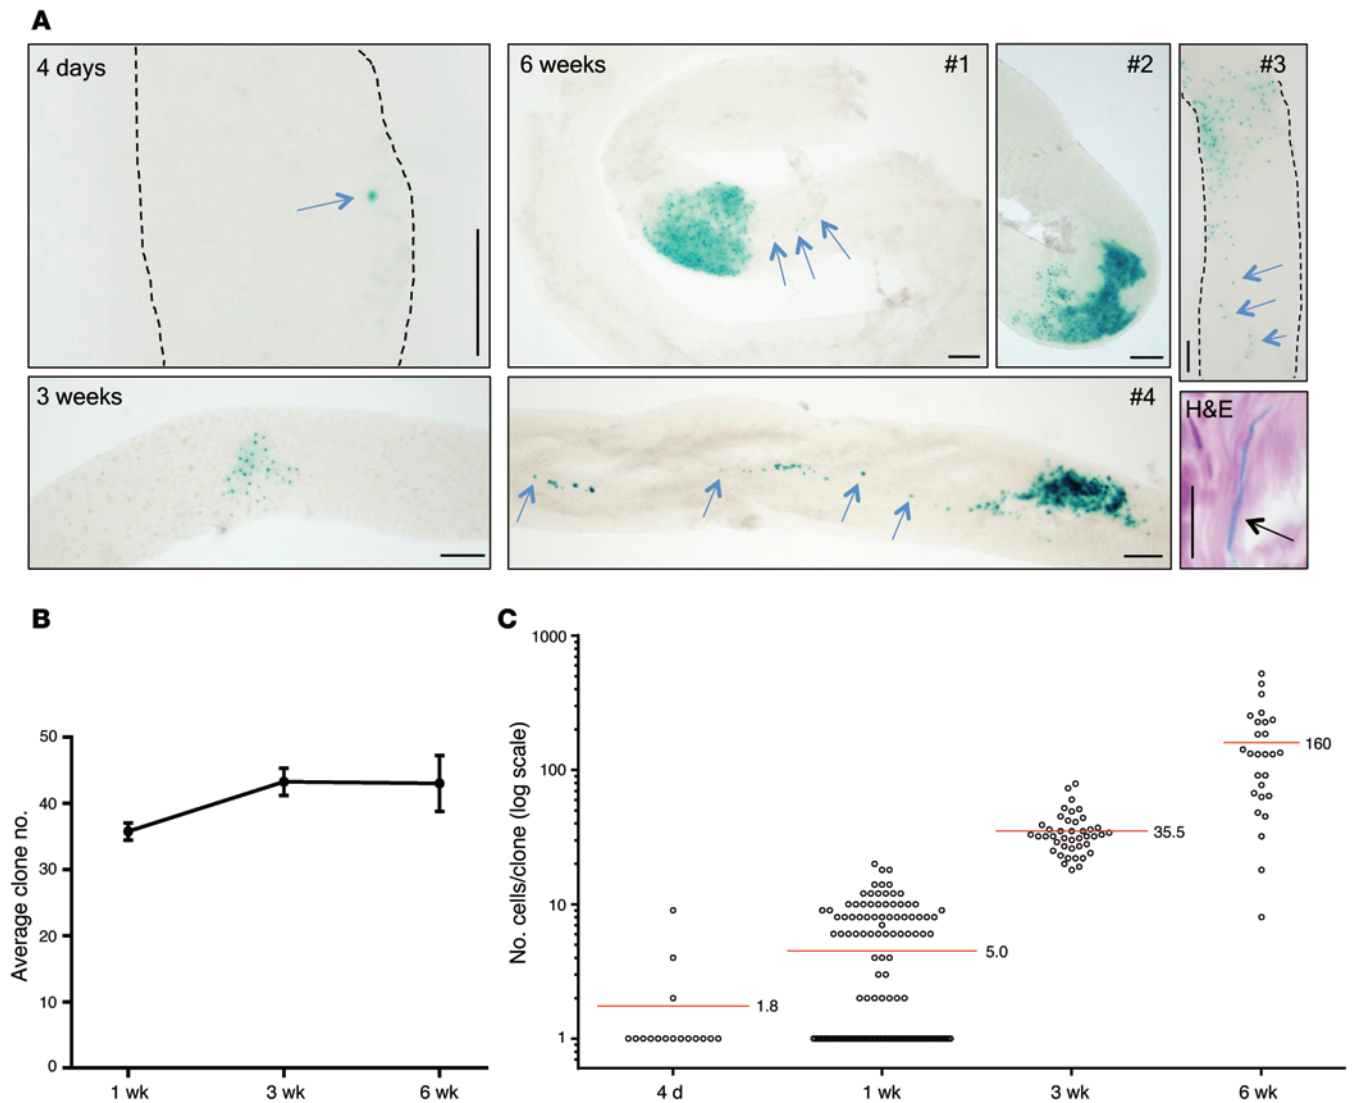 A
4 days
6 weeks
#1
#2
#3
3 weeks
#4
H&E
B
C
Average clone no.
50
40
30
20
10
0
1 wk
3 wk
6 wk
No. cells/clone (log scale)
1000
100
10
1
1.8
5.0
35.5
160
4 d
1 wk
3 wk
6 wk